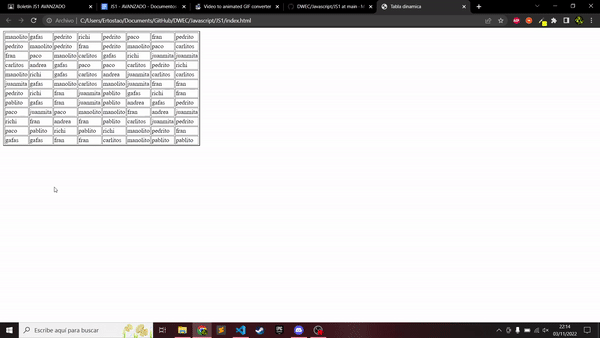 Boletín IS1 AVANZADO
IS1 - AVANZADO - Documentos
Video to animated GIF converter
DWEC/Javascript/IS1 at main
Tabla dinamica
Archivo
C:/Users/Ertostao/Documents/GitHub/DWEC/Javascript/IS1/index.html
manolito gafas pedrito richi pedrito paco fran pedrito
pedrito manolito pedrito fran pedrito manolito paco carlitos
fran paco manolito carlitos gafas richi juanmita juanmita
carlitos andrea gafas paco paco carlitos pedrito richi
manolito richi gafas carlitos andrea juanmita carlitos carlitos
juanmita gafas manolito carlitos manolito juanmita fran fran
pedrito richi fran juanmita pablito gafas richi fran
pablito gafas fran juanmita pablito andrea gafas pedrito
paco juanmita paco manolito manolito fran andrea juanmita
richi fran andrea fran pablito carlitos juanmita pedrito
paco pablito richi pablito richi manolito pedrito fran
gafas gafas fran fran carlitos manolito pablito pablito
Escribe aquí para buscar
22:14
03/11/2022